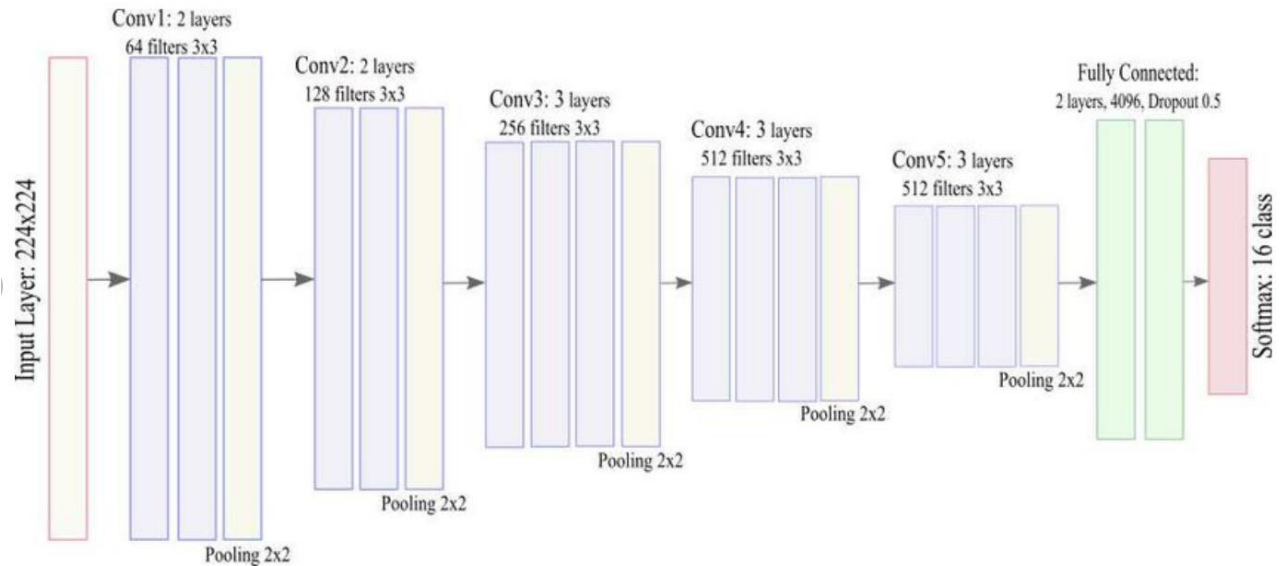 Input Layer: 224x224
Conv1: 2 layers
64 filters 3x3
Pooling 2x2
Conv2: 2 layers
128 filters 3x3
Pooling 2x2
Conv3: 3 layers
256 filters 3x3
Pooling 2x2
Conv4: 3 layers
512 filters 3x3
Pooling 2x2
Conv5: 3 layers
512 filters 3x3
Pooling 2x2
Fully Connected:
2 layers, 4096, Dropout 0.5
Softmax: 16 class